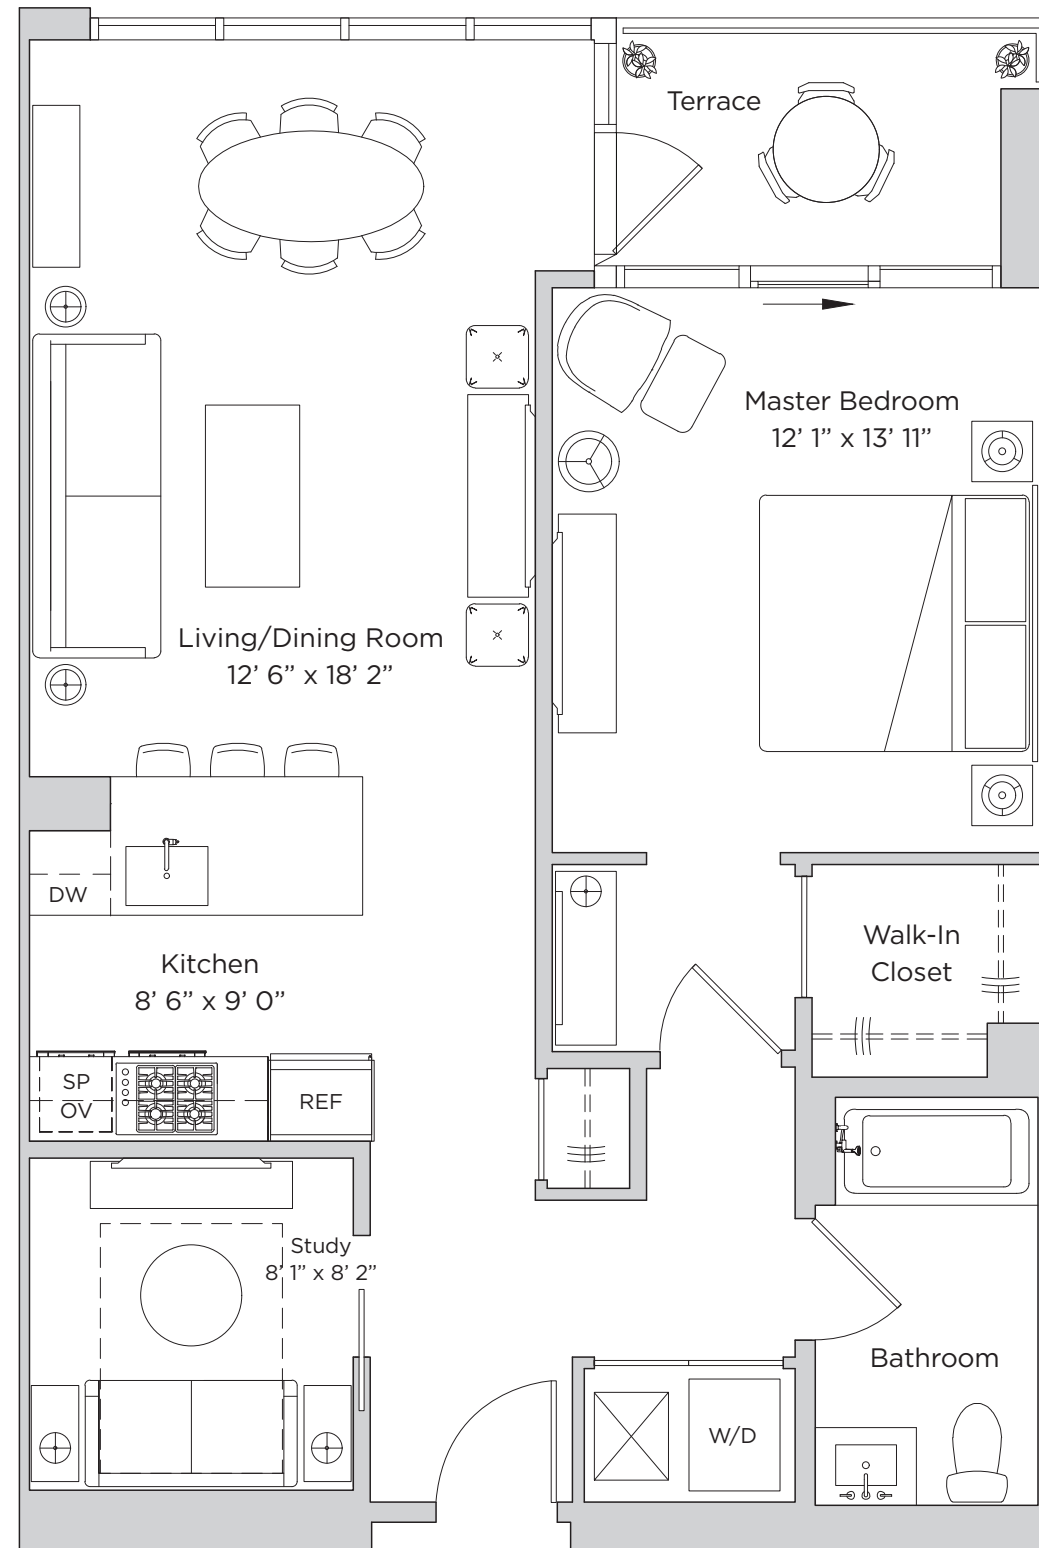 Terrace
Master Bedroom
12’ 1” x 13’ 11”
Living/Dining Room
12’ 6” x 18’ 2”
DW
Walk-In
Closet
Kitchen
8’ 6” x 9’ 0”
SP
OV
REF
Study
8’ 1” x 8’ 2”
Bathroom
W/D